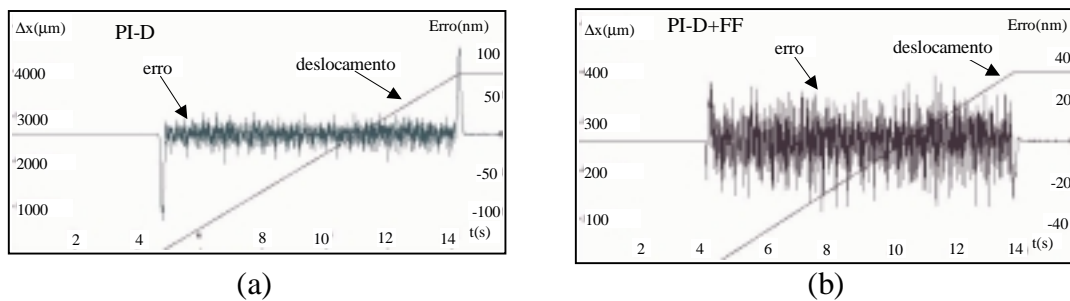 Δx(μm)
PI-D
Erro(nm)
100
4000
erro
deslocamento
50
3000
2000
-50
1000
-100
2 4 6 8 10 12 14 t(s)
(a)
Δx(μm)
PI-D+FF
Erro(nm)
erro
deslocamento
40
400
20
300
200
-20
100
-40
2 4 6 8 10 12 14 t(s)
(b)